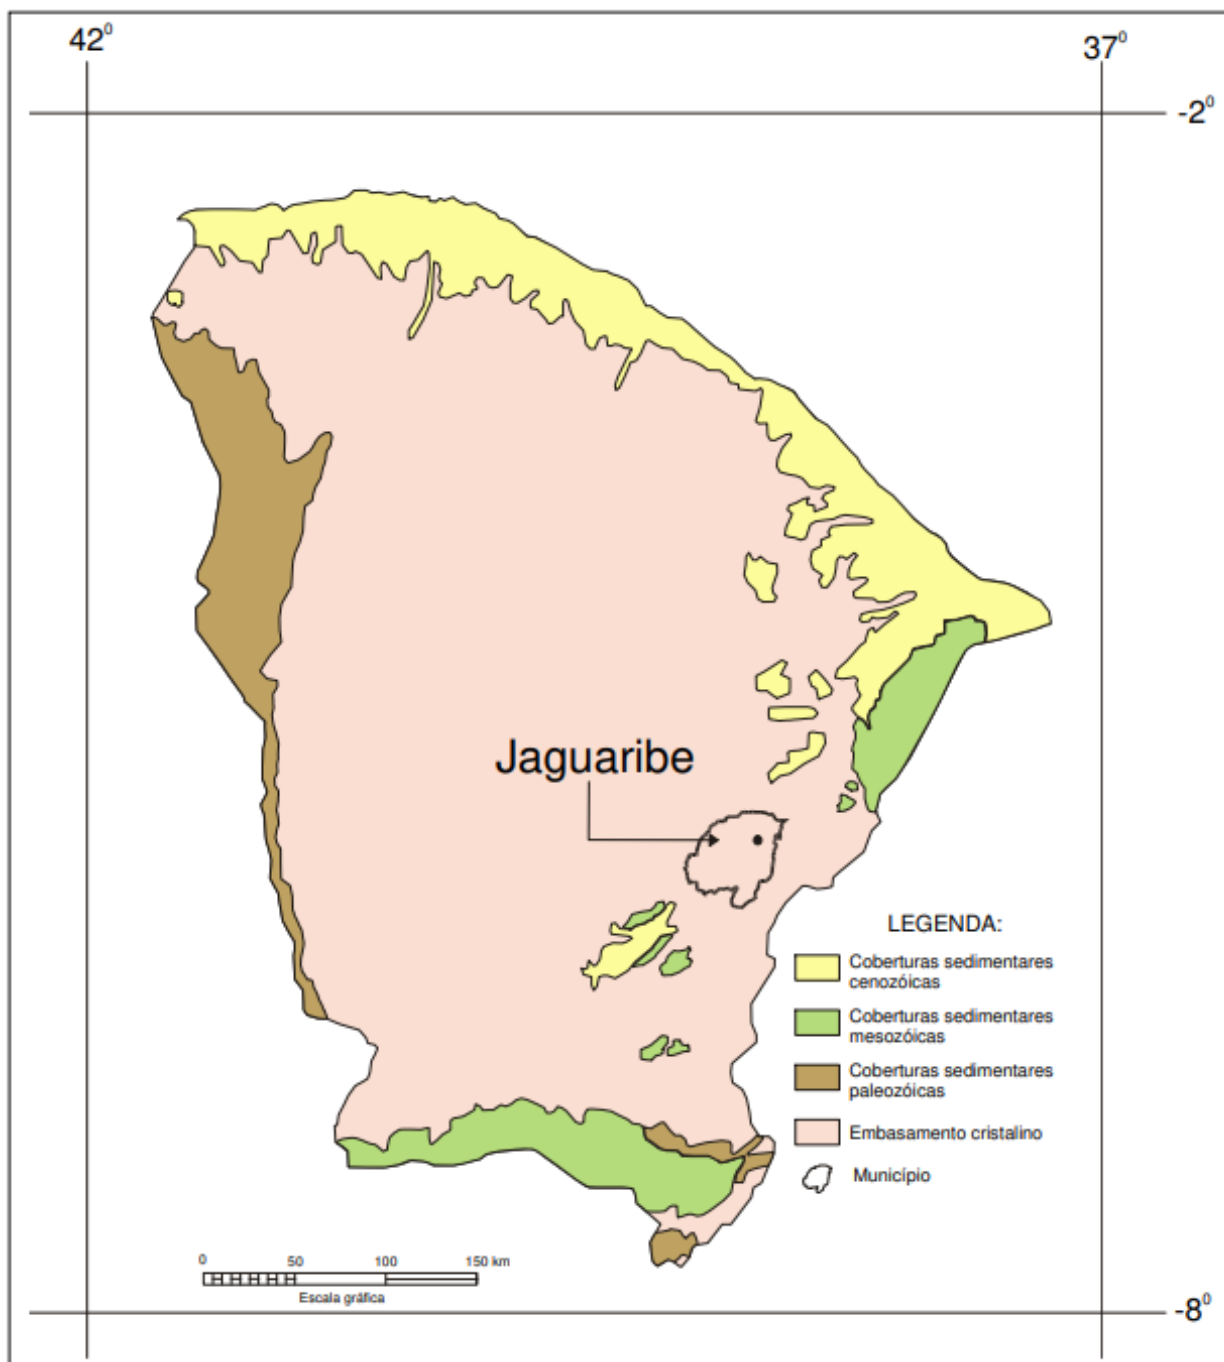 42⁰
37⁰
-2⁰
Jaguaribe
LEGENDA:
Coberturas sedimentares
cenozóicas
Coberturas sedimentares
mesozóicas
Coberturas sedimentares
paleozóicas
Embasamento cristalino
Município
0 50 100 150 km
Escala gráfica
-8⁰